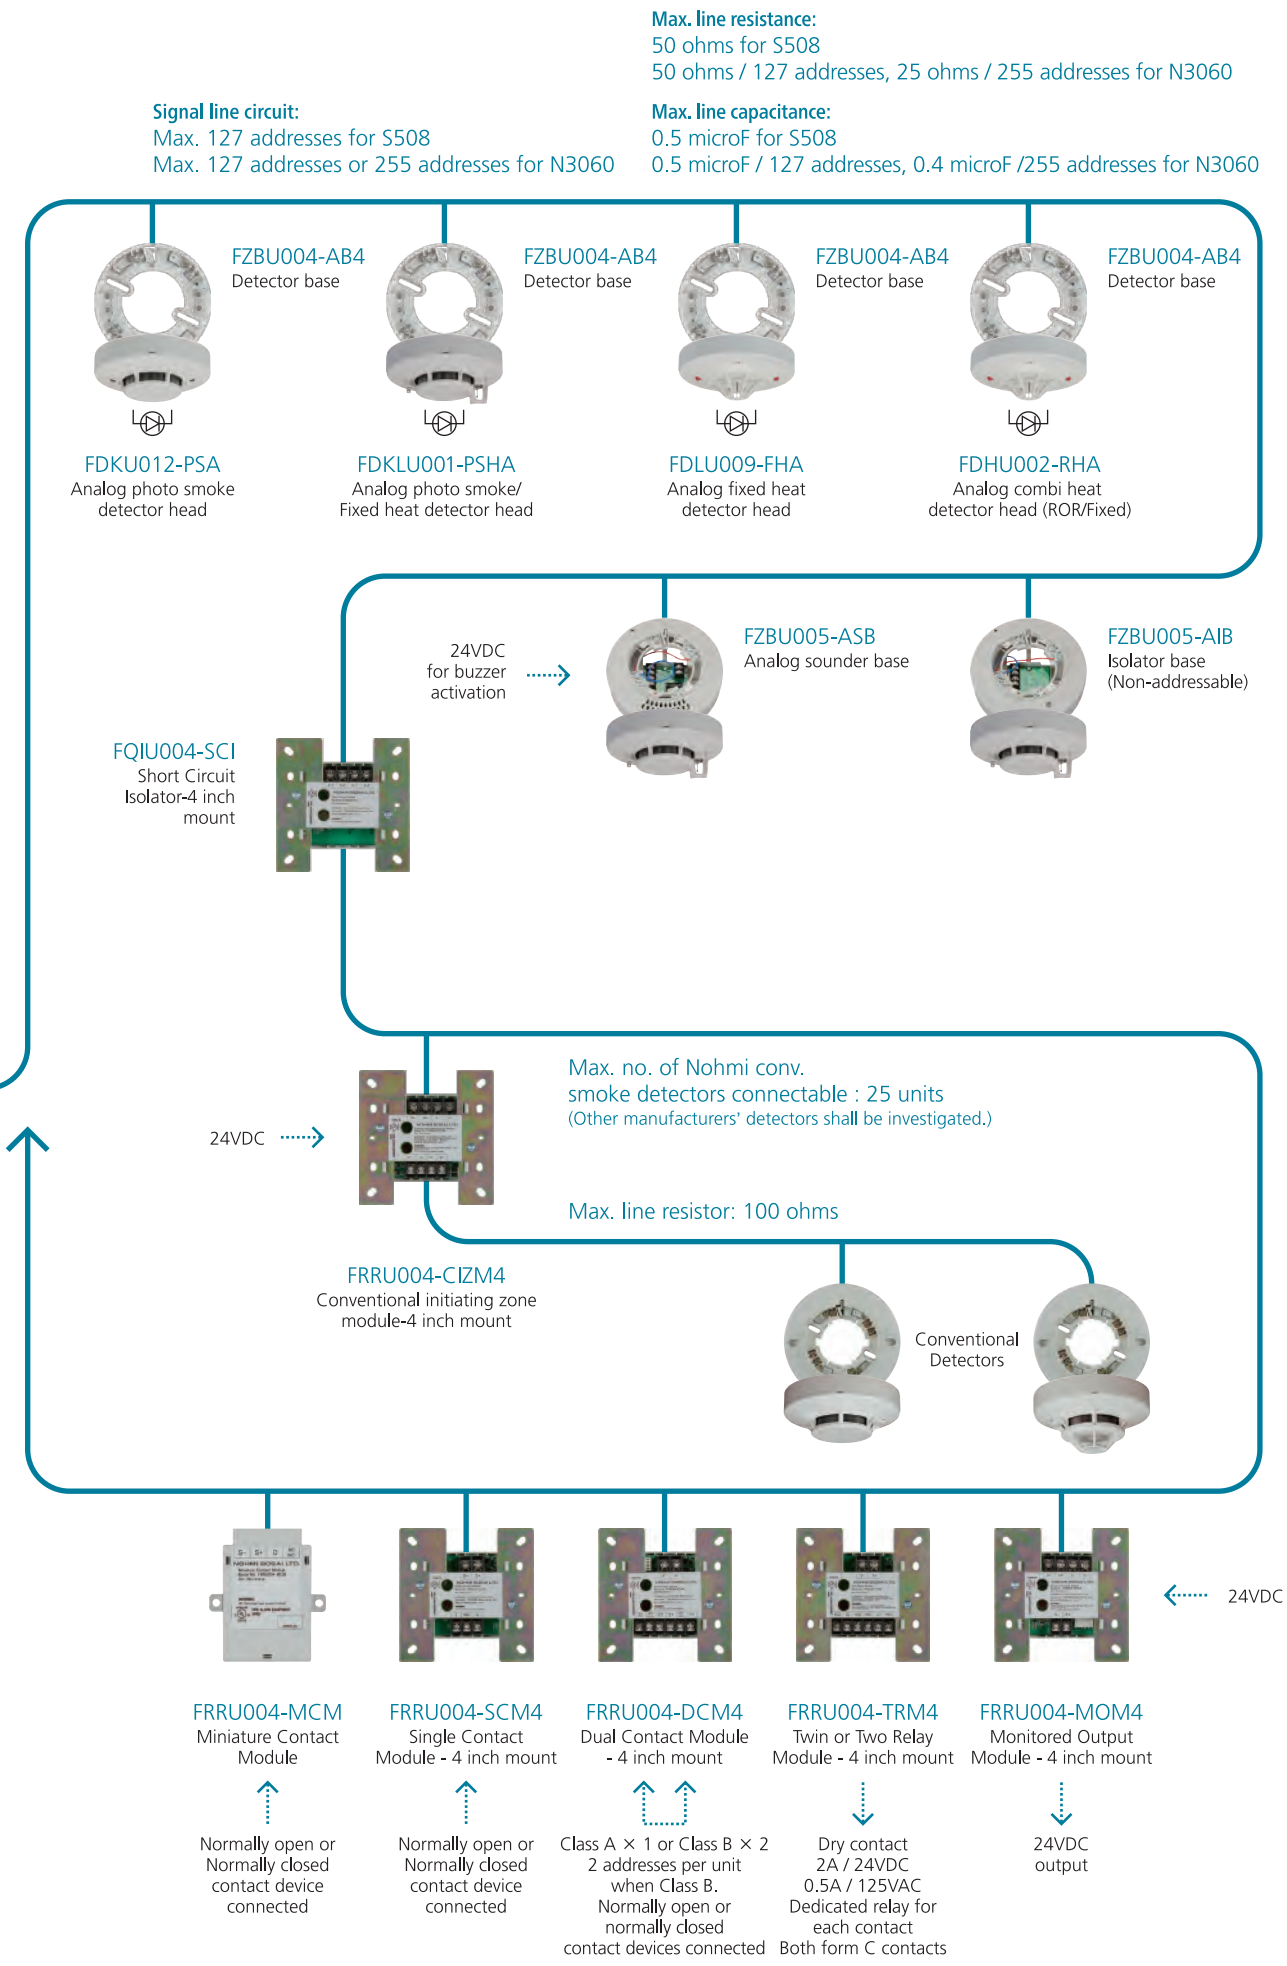 Max. line resistance:
50 ohms for S508
50 ohms / 127 addresses, 25 ohms / 255 addresses for N3060
Signal line circuit:
Max. 127 addresses for S508
Max. 127 addresses or 255 addresses for N3060
Max. line capacitance:
0.5 microF for S508
0.5 microF / 127 addresses, 0.4 microF /255 addresses for N3060
FZBU004-AB4
Detector base
FZBU004-AB4
Detector base
FZBU004-AB4
Detector base
FZBU004-AB4
Detector base
FDKU012-PSA
Analog photo smoke
detector head
FDKLU001-PSHA
Analog photo smoke/
Fixed heat detector head
FDLU009-FHA
Analog fixed heat
detector head
FDHU002-RHA
Analog combi heat
detector head (ROR/Fixed)
24VDC
for buzzer
activation
FZBU005-ASB
Analog sounder base
FZBU005-AIB
Isolator base
(Non-addressable)
FQIU004-SCI
Short Circuit
Isolator-4 inch
mount
Max. no. of Nohmi conv.
smoke detectors connectable : 25 units
(Other manufacturers' detectors shall be investigated.)
24VDC
Max. line resistor: 100 ohms
FRRU004-CIZM4
Conventional initiating zone
module-4 inch mount
Conventional
Detectors
S- S+
NOHMI BOSAI LTD.
24VDC
FRRU004-MCM
Miniature Contact
Module
FRRU004-SCM4
Single Contact
Module - 4 inch mount
FRRU004-DCM4
Dual Contact Module
- 4 inch mount
FRRU004-TRM4
Twin or Two Relay
Module - 4 inch mount
FRRU004-MOM4
Monitored Output
Module - 4 inch mount
Normally open or
Normally closed
contact device
connected
Normally open or
Normally closed
contact device
connected
Class A × 1 or Class B × 2
2 addresses per unit
when Class B.
Normally open or
normally closed
contact devices connected
Dry contact
2A / 24VDC
0.5A / 125VAC
Dedicated relay for
each contact
Both form C contacts
24VDC
output